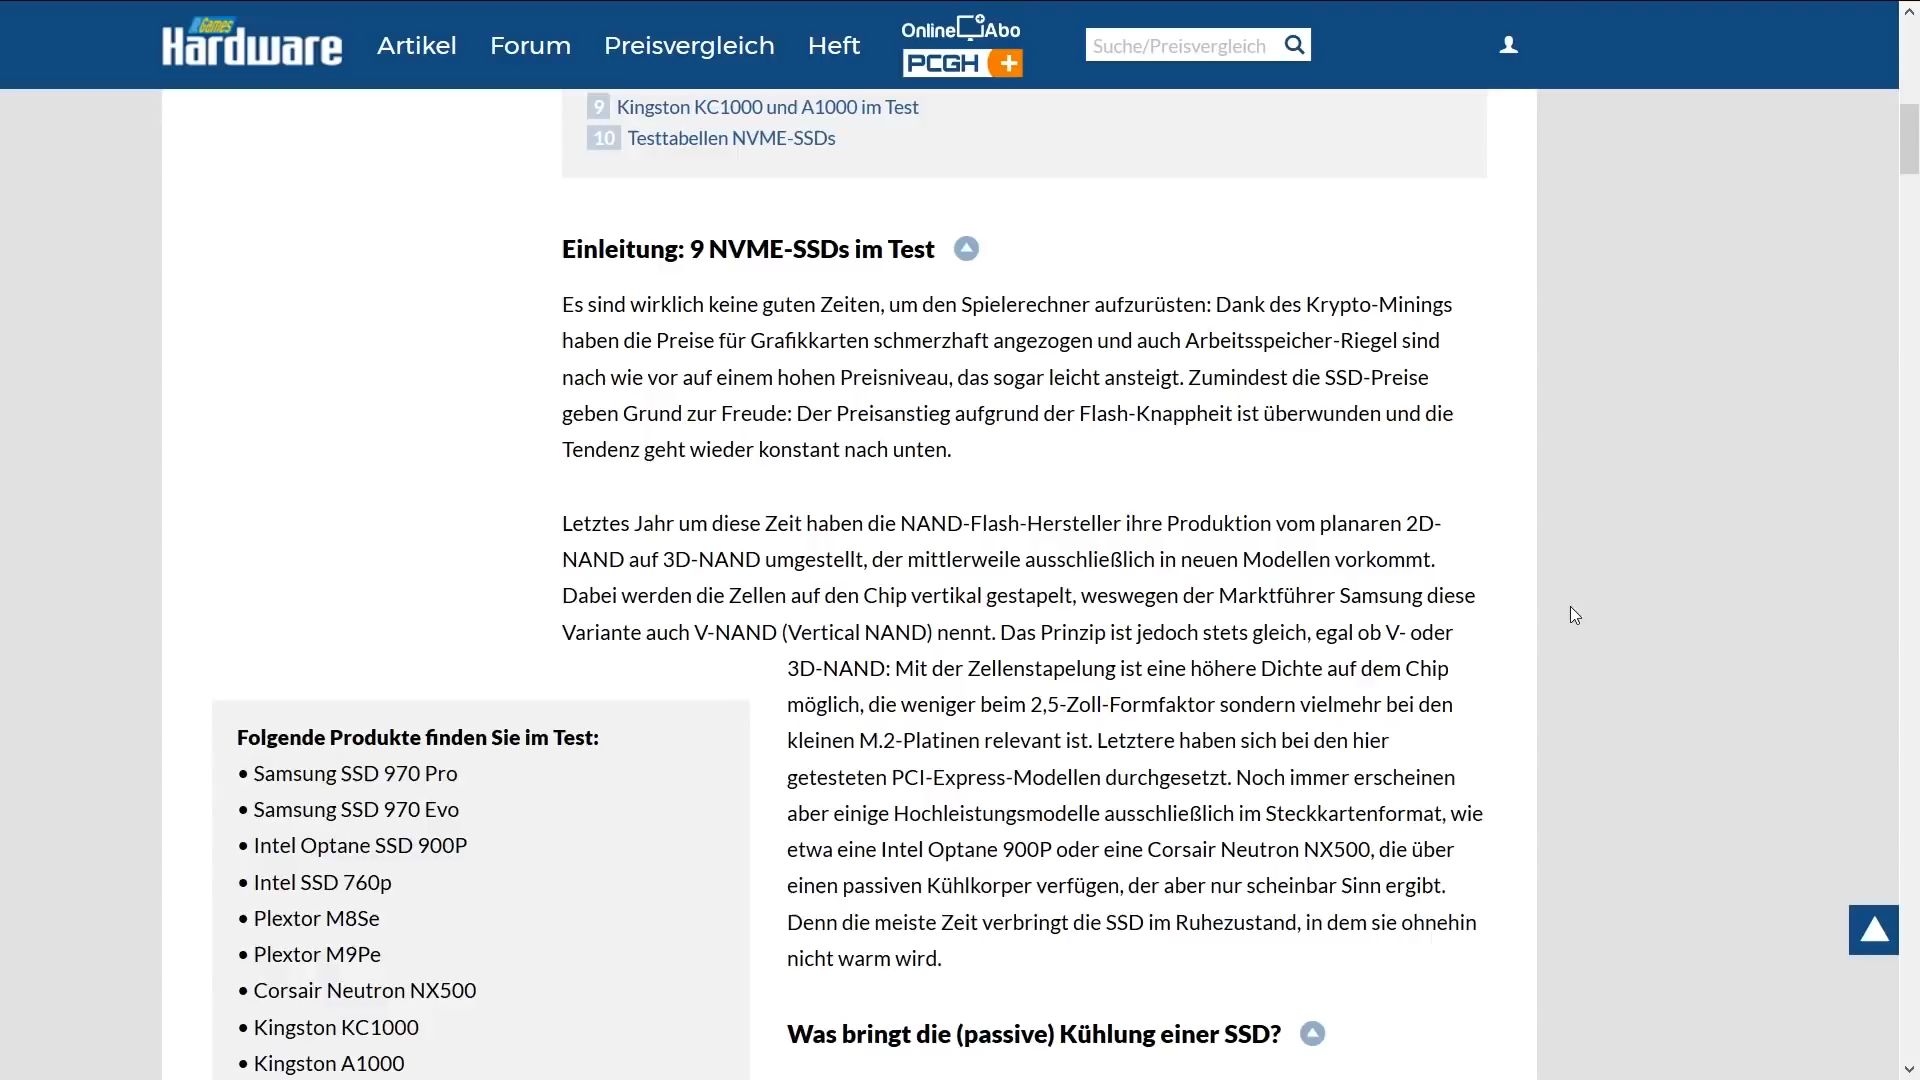 PC Games
Hardware
Artikel
Forum
Preisvergleich
Heft
Online Abo
PCGH +
Suche/Preisvergleich
9 Kingston KC1000 und A1000 im Test
10 Testtabellen NVME-SSDs
Einleitung: 9 NVME-SSDs im Test
Es sind wirklich keine guten Zeiten, um den Spielerechner aufzurüsten: Dank des Krypto-Minings
haben die Preise für Grafikkarten schmerzhaft angezogen und auch Arbeitsspeicher-Riegel sind
nach wie vor auf einem hohen Preisniveau, das sogar leicht ansteigt. Zumindest die SSD-Preise
geben Grund zur Freude: Der Preisanstieg aufgrund der Flash-Knappheit ist überwunden und die
Tendenz geht wieder konstant nach unten.
Letztes Jahr um diese Zeit haben die NAND-Flash-Hersteller ihre Produktion vom planaren 2D-
NAND auf 3D-NAND umgestellt, der mittlerweile ausschließlich in neuen Modellen vorkommt.
Dabei werden die Zellen auf den Chip vertikal gestapelt, weswegen der Marktführer Samsung diese
Variante auch V-NAND (Vertical NAND) nennt. Das Prinzip ist jedoch stets gleich, egal ob V- oder
3D-NAND: Mit der Zellenstapelung ist eine höhere Dichte auf dem Chip
möglich, die weniger beim 2,5-Zoll-Formfaktor sondern vielmehr bei den
kleinen M.2-Platinen relevant ist. Letztere haben sich bei den hier
getesteten PCI-Express-Modellen durchgesetzt. Noch immer erscheinen
aber einige Hochleistungsmodelle ausschließlich im Steckkartenformat, wie
etwa eine Intel Optane 900P oder eine Corsair Neutron NX500, die über
einen passiven Kühlkorper verfügen, der aber nur scheinbar Sinn ergibt.
Denn die meiste Zeit verbringt die SSD im Ruhezustand, in dem sie ohnehin
nicht warm wird.
Folgende Produkte finden Sie im Test:
• Samsung SSD 970 Pro
• Samsung SSD 970 Evo
• Intel Optane SSD 900P
• Intel SSD 760p
• Plextor M8Se
• Plextor M9Pe
• Corsair Neutron NX500
• Kingston KC1000
• Kingston A1000
Was bringt die (passive) Kühlung einer SSD?